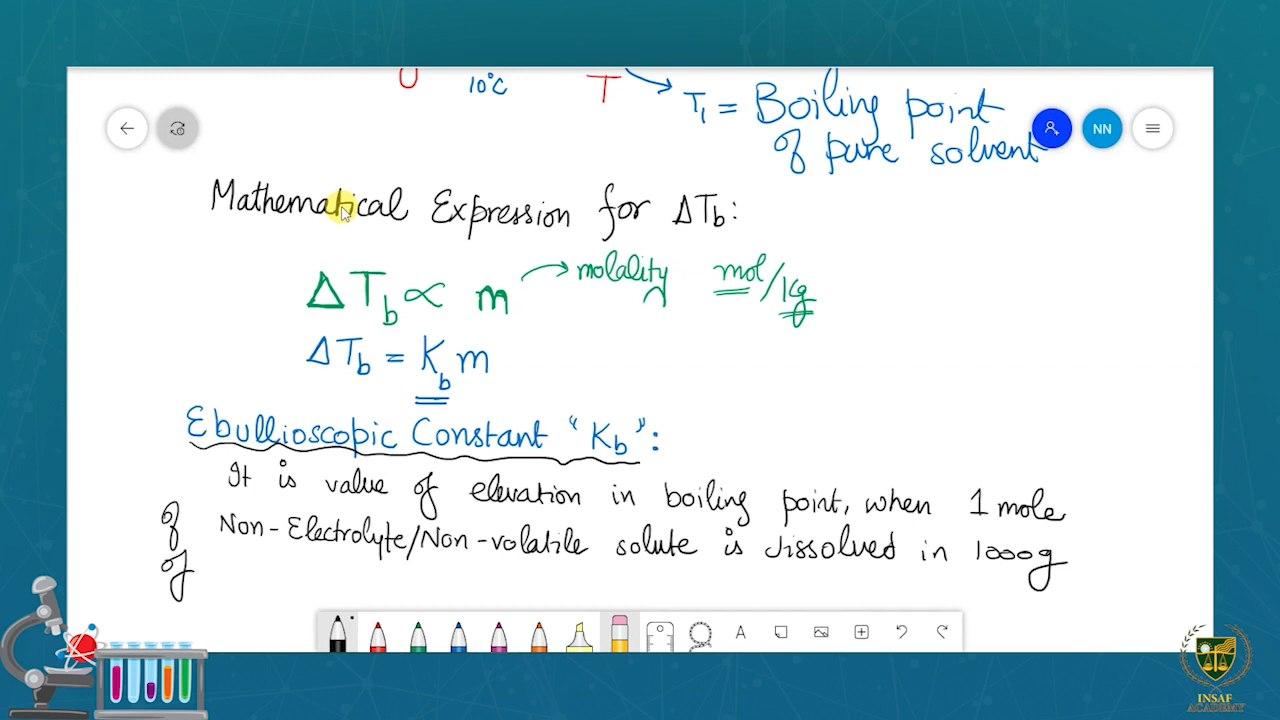 U 10°C T
T₁ = Boiling point
of pure solvent
NN
Mathematical Expression for ΔTb:
ΔTb ∝ m → molality mol/Kg
ΔTb = Kb m
Ebullioscopic Constant "Kb":
It is value of elevation in boiling point, when 1 mole
of Non-Electrolyte/Non-volatile solute is dissolved in 1000g
of
A
INSAF
ACADEMY